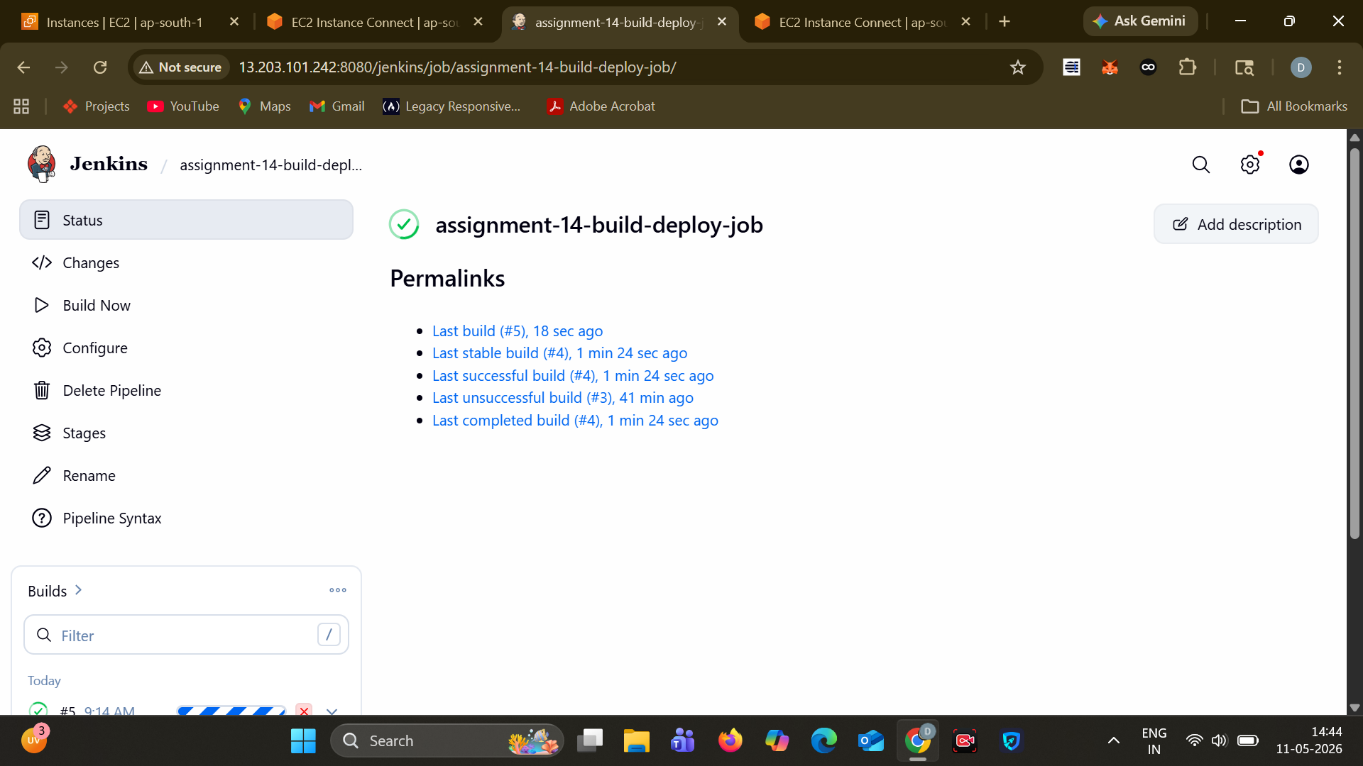 Instances | EC2 | ap-south-1
EC2 Instance Connect | ap-sou
assignment-14-build-deploy-j
EC2 Instance Connect | ap-sou
Ask Gemini
Not secure
13.203.101.242:8080/jenkins/job/assignment-14-build-deploy-job/
D
Projects
YouTube
Maps
Gmail
(A) Legacy Responsive...
Adobe Acrobat
All Bookmarks
Jenkins / assignment-14-build-depl...
Status
Changes
Build Now
Configure
Delete Pipeline
Stages
Rename
Pipeline Syntax
assignment-14-build-deploy-job
Add description
Permalinks
Last build (#5), 18 sec ago
Last stable build (#4), 1 min 24 sec ago
Last successful build (#4), 1 min 24 sec ago
Last unsuccessful build (#3), 41 min ago
Last completed build (#4), 1 min 24 sec ago
Builds
Filter
/
Today
#5 9:14 AM
UV
3
Search
D
ENG
IN
14:44
11-05-2026